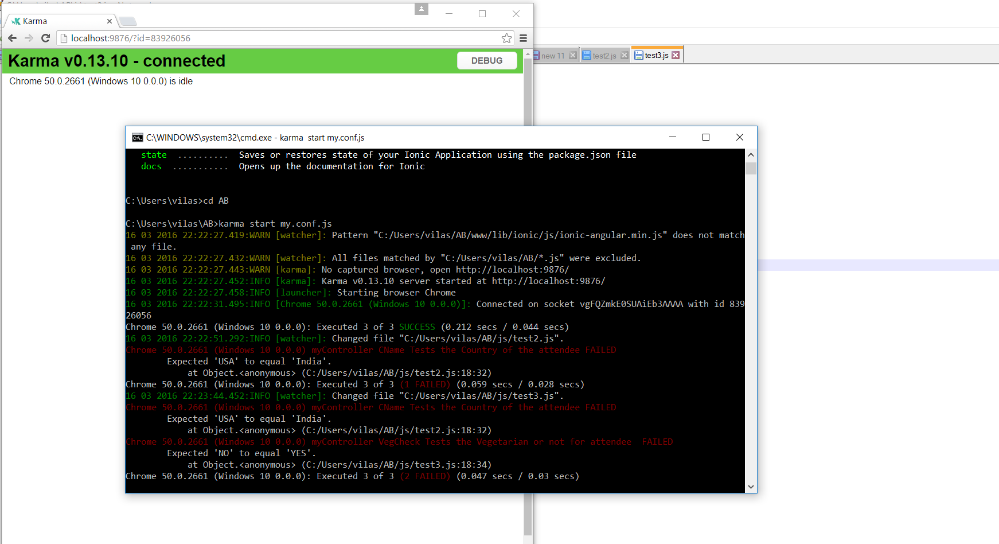 Karma
localhost:9876/?id=83926056
Karma v0.13.10 - connected
DEBUG
Chrome 50.0.2661 (Windows 10 0.0.0) is idle
new 11
test2.js
test3.js
C:\WINDOWS\system32\cmd.exe - karma  start my.conf.js
state  ..........  Saves or restores state of your Ionic Application using the package.json file
docs  ...........  Opens up the documentation for Ionic
C:\Users\vilas>cd AB
C:\Users\vilas\AB>karma start my.conf.js
16 03 2016 22:22:27.419:WARN [watcher]: Pattern "C:/Users/vilas/AB/www/lib/ionic/js/ionic-angular.min.js" does not match
any file.
16 03 2016 22:22:27.432:WARN [watcher]: All files matched by "C:/Users/vilas/AB/*.js" were excluded.
16 03 2016 22:22:27.443:WARN [karma]: No captured browser, open http://localhost:9876/
16 03 2016 22:22:27.452:INFO [karma]: Karma v0.13.10 server started at http://localhost:9876/
16 03 2016 22:22:27.458:INFO [launcher]: Starting browser Chrome
16 03 2016 22:22:31.495:INFO [Chrome 50.0.2661 (Windows 10 0.0.0)]: Connected on socket vgFQZmkE0SUAiEb3AAAA with id 839
26056
Chrome 50.0.2661 (Windows 10 0.0.0): Executed 3 of 3 SUCCESS (0.212 secs / 0.044 secs)
16 03 2016 22:22:51.292:INFO [watcher]: Changed file "C:/Users/vilas/AB/js/test2.js".
Chrome 50.0.2661 (Windows 10 0.0.0) myController CName Tests the Country of the attendee FAILED
Expected 'USA' to equal 'India'.
at Object.<anonymous> (C:/Users/vilas/AB/js/test2.js:18:32)
Chrome 50.0.2661 (Windows 10 0.0.0): Executed 3 of 3 (1 FAILED) (0.059 secs / 0.028 secs)
16 03 2016 22:23:44.452:INFO [watcher]: Changed file "C:/Users/vilas/AB/js/test3.js".
Chrome 50.0.2661 (Windows 10 0.0.0) myController CName Tests the Country of the attendee FAILED
Expected 'USA' to equal 'India'.
at Object.<anonymous> (C:/Users/vilas/AB/js/test2.js:18:32)
Chrome 50.0.2661 (Windows 10 0.0.0) myController VegCheck Tests the Vegetarian or not for attendee  FAILED
Expected 'NO' to equal 'YES'.
at Object.<anonymous> (C:/Users/vilas/AB/js/test3.js:18:34)
Chrome 50.0.2661 (Windows 10 0.0.0): Executed 3 of 3 (2 FAILED) (0.047 secs / 0.03 secs)